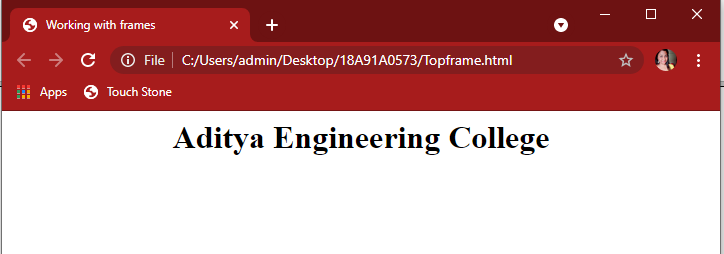 Working with frames
File C:/Users/admin/Desktop/18A91A0573/Topframe.html
Apps Touch Stone
Aditya Engineering College